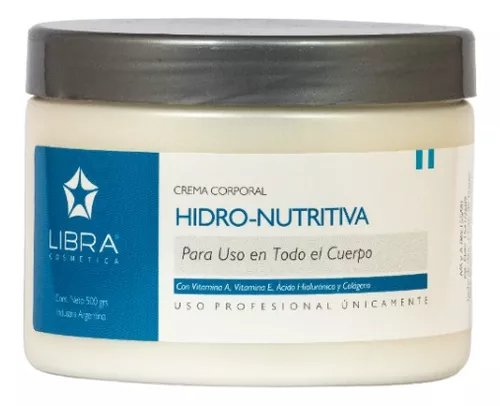 CREMA CORPORAL
HIDRO-NUTRITIVA
Para Uso en Todo el Cuerpo
Con Vitamina A, Vitamina E, Ácido Hialurónico y Colágeno
USO PROFESIONAL ÚNICAMENTE
LIBRA®
COSMÉTICA
Cont. Neto 500 gm
Industria Argentina